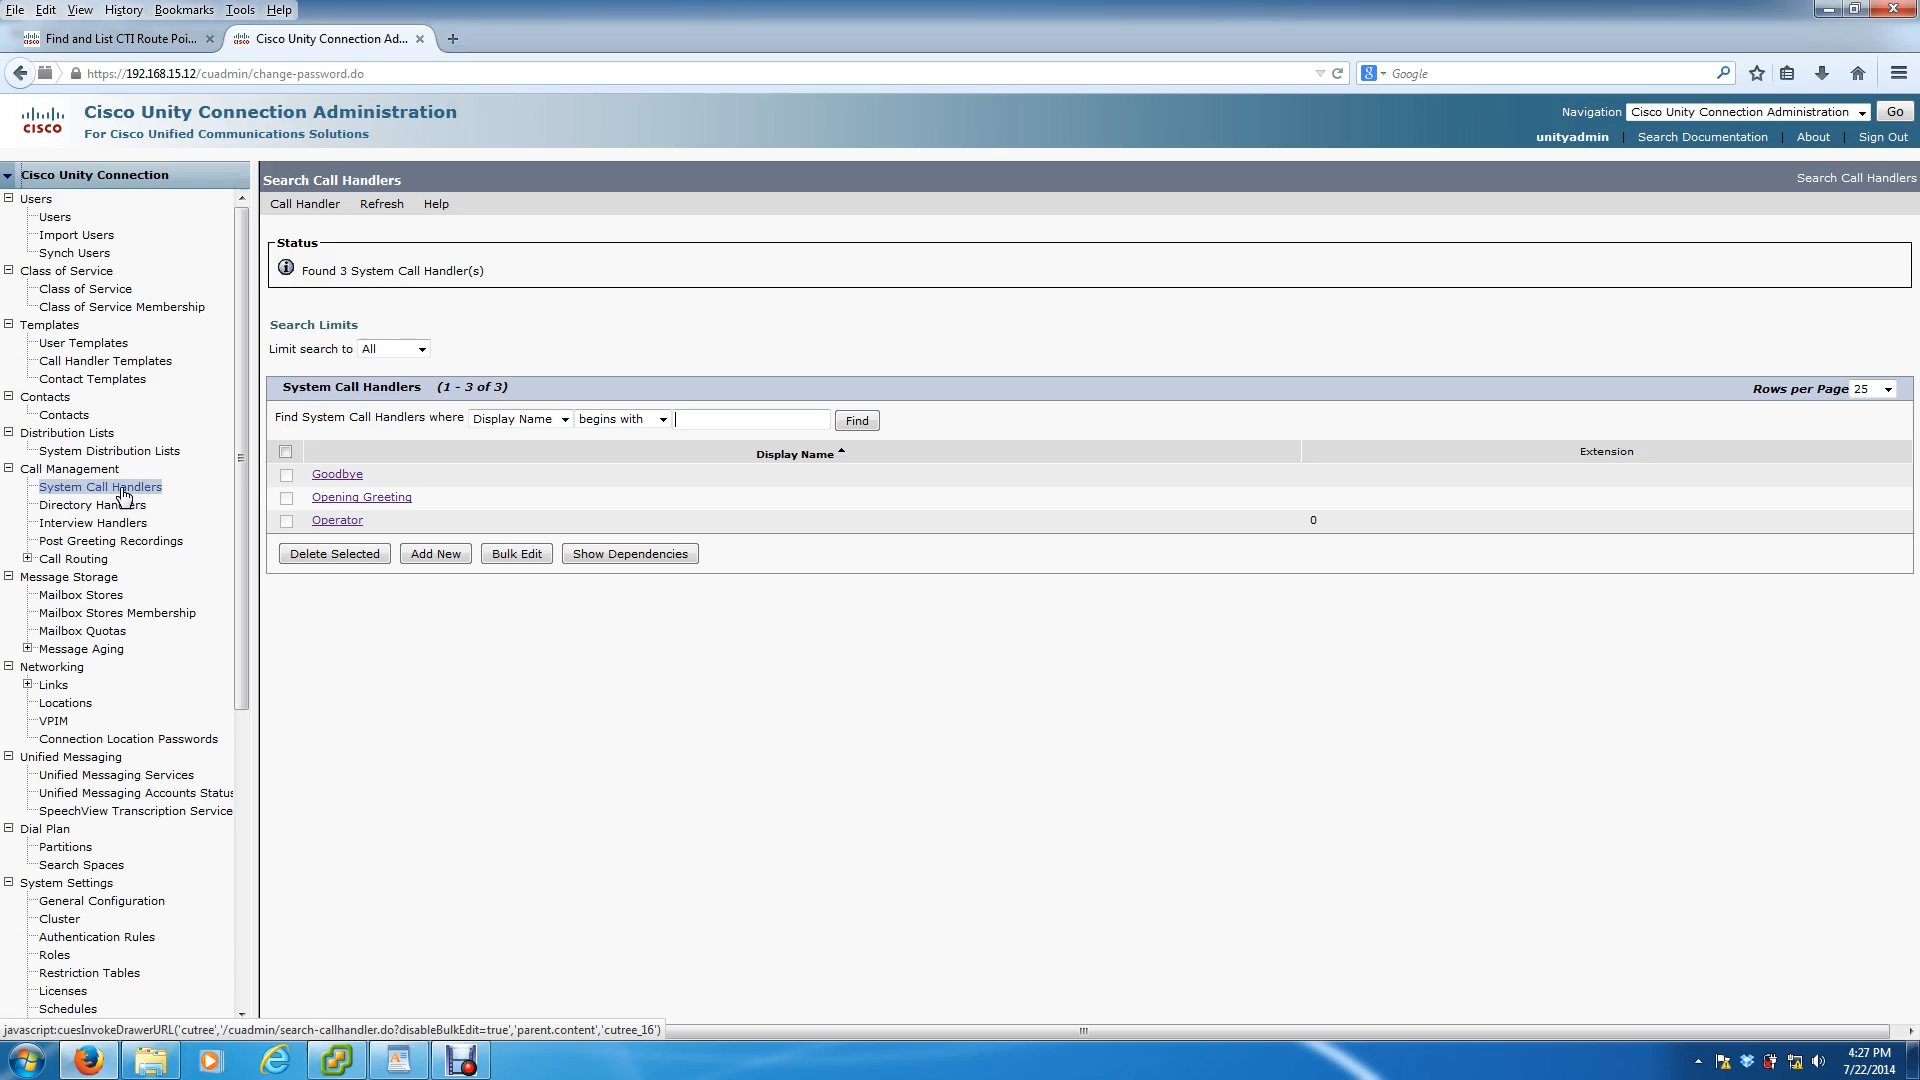 File Edit View History Bookmarks Tools Help
Find and List CTI Route Poi... × Cisco Unity Connection Ad... × +
https://192.168.15.12/cuadmin/change-password.do
Google
CISCO
Cisco Unity Connection Administration
For Cisco Unified Communications Solutions
Navigation Cisco Unity Connection Administration Go
unityadmin | Search Documentation | About | Sign Out
Cisco Unity Connection
Users
Users
Import Users
Synch Users
Class of Service
Class of Service
Class of Service Membership
Templates
User Templates
Call Handler Templates
Contact Templates
Contacts
Contacts
Distribution Lists
System Distribution Lists
Call Management
System Call Handlers
Directory Handlers
Interview Handlers
Post Greeting Recordings
Call Routing
Message Storage
Mailbox Stores
Mailbox Stores Membership
Mailbox Quotas
Message Aging
Networking
Links
Locations
VPIM
Connection Location Passwords
Unified Messaging
Unified Messaging Services
Unified Messaging Accounts Status
SpeechView Transcription Service
Dial Plan
Partitions
Search Spaces
System Settings
General Configuration
Cluster
Authentication Rules
Roles
Restriction Tables
Licenses
Schedules
Search Call Handlers
Search Call Handlers
Call Handler Refresh Help
Status
Found 3 System Call Handler(s)
Search Limits
Limit search to All
System Call Handlers (1 - 3 of 3)
Rows per Page 25
Find System Call Handlers where Display Name begins with Find
Display Name Extension
Goodbye
Opening Greeting
Operator 0
Delete Selected Add New Bulk Edit Show Dependencies
javascript:cuesInvokeDrawerURL('cutree','/cuadmin/search-callhandler.do?disableBulkEdit=true','parent.content','cutree_16')
4:27 PM
7/22/2014